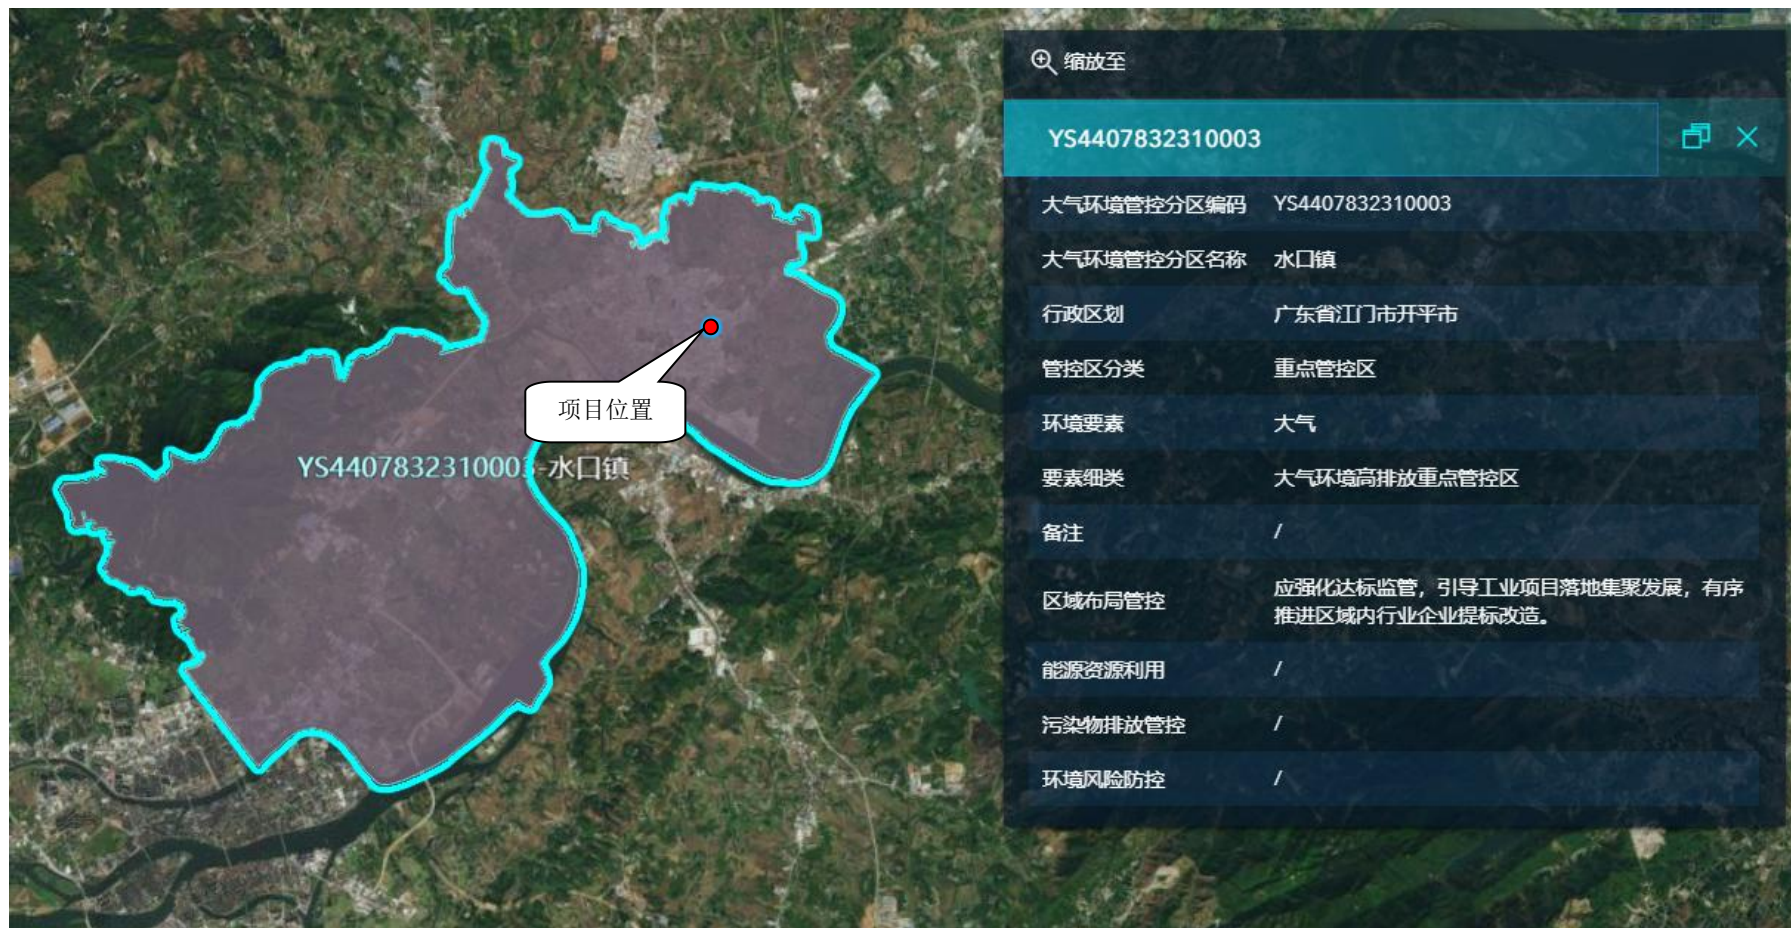 缩放至
YS4407832310003
大气环境管控分区编码 YS4407832310003
大气环境管控分区名称 水口镇
行政区划 广东省江门市开平市
管控区分类 重点管控区
环境要素 大气
要素细类 大气环境高排放重点管控区
备注 /
区域布局管控 应强化达标监管，引导工业项目落地集聚发展，有序
推进区域内行业企业提标改造。
能源资源利用 /
污染物排放管控 /
环境风险防控 /
项目位置
YS4407832310003-水口镇